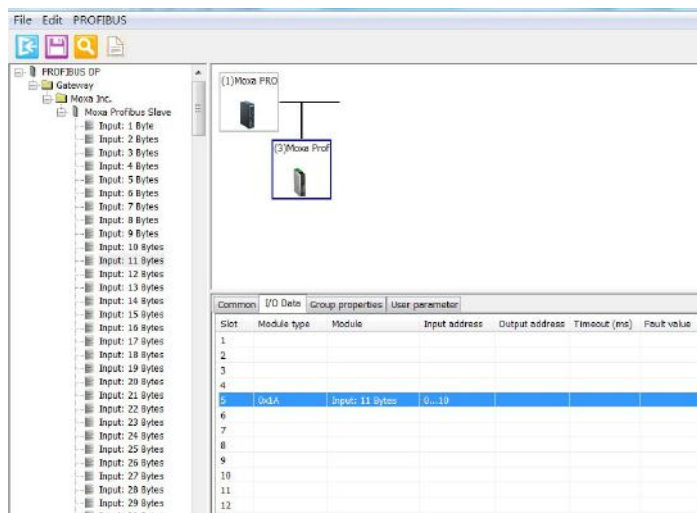 File Edit PROFIBUS
PROFIBUS DP
Gateway
Moxa Inc.
Moxa Profibus Slave
Input: 1 Byte
Input: 2 Bytes
Input: 3 Bytes
Input: 4 Bytes
Input: 5 Bytes
Input: 6 Bytes
Input: 7 Bytes
Input: 8 Bytes
Input: 9 Bytes
Input: 10 Bytes
Input: 11 Bytes
Input: 12 Bytes
Input: 13 Bytes
Input: 14 Bytes
Input: 15 Bytes
Input: 16 Bytes
Input: 17 Bytes
Input: 18 Bytes
Input: 19 Bytes
Input: 20 Bytes
Input: 21 Bytes
Input: 22 Bytes
Input: 23 Bytes
Input: 24 Bytes
Input: 25 Bytes
Input: 26 Bytes
Input: 27 Bytes
Input: 28 Bytes
Input: 29 Bytes
(1)Moxa PRO
(3)Moxa Prof
Common I/O Data Group properties User parameter
Slot Module type Module Input address Output address Timeout (ms) Fault value
1
2
3
4
5 0x1A Input: 11 Bytes 0...10
6
7
8
9
10
11
12